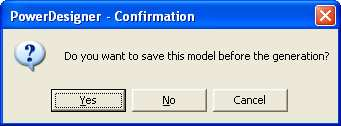 PowerDesigner - Confirmation
Do you want to save this model before the generation?
Yes
No
Cancel